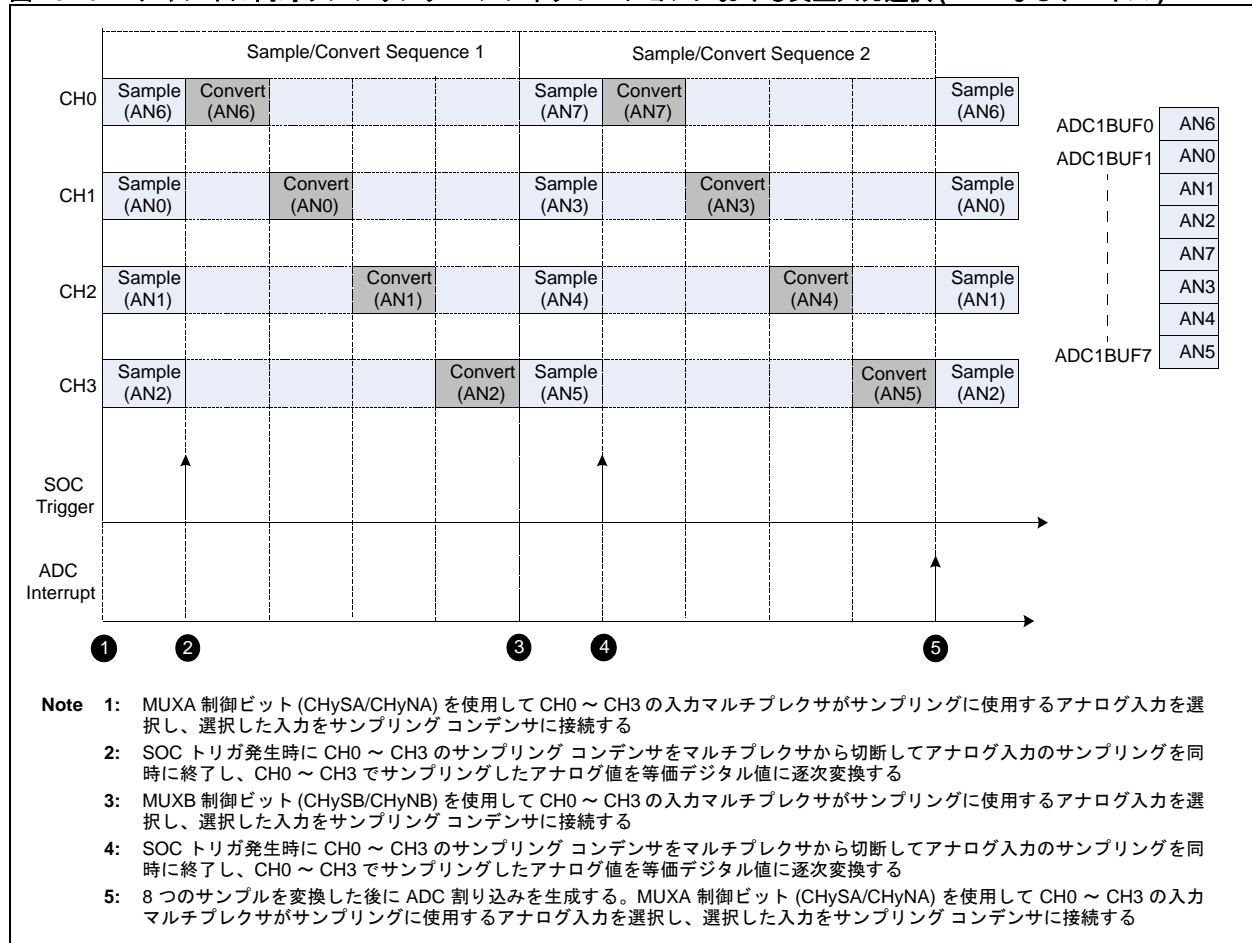 Sample/Convert Sequence 1
Sample/Convert Sequence 2
CH0
Sample
(AN6)
Convert
(AN6)
Sample
(AN7)
Convert
(AN7)
Sample
(AN6)
CH1
Sample
(AN0)
Convert
(AN0)
Sample
(AN3)
Convert
(AN3)
Sample
(AN0)
CH2
Sample
(AN1)
Convert
(AN1)
Sample
(AN4)
Convert
(AN4)
Sample
(AN1)
CH3
Sample
(AN2)
Convert
(AN2)
Sample
(AN5)
Convert
(AN5)
Sample
(AN2)
ADC1BUF0 AN6
ADC1BUF1 AN0
AN1
AN2
AN7
AN3
AN4
ADC1BUF7 AN5
SOC
Trigger
ADC
Interrupt
1 2 3 4 5
Note 1: MUXA 制御ビット (CHySA/CHyNA) を使用して CH0 ~ CH3 の入力マルチプレクサがサンプリングに使用するアナログ入力を選
択し、選択した入力をサンプリング コンデンサに接続する
2: SOC トリガ発生時に CH0 ~ CH3 のサンプリング コンデンサをマルチプレクサから切断してアナログ入力のサンプリングを同
時に終了し、CH0 ~ CH3 でサンプリングしたアナログ値を等価デジタル値に逐次変換する
3: MUXB 制御ビット (CHySB/CHyNB) を使用して CH0 ~ CH3 の入力マルチプレクサがサンプリングに使用するアナログ入力を選
択し、選択した入力をサンプリング コンデンサに接続する
4: SOC トリガ発生時に CH0 ~ CH3 のサンプリング コンデンサをマルチプレクサから切断してアナログ入力のサンプリングを同
時に終了し、CH0 ~ CH3 でサンプリングしたアナログ値を等価デジタル値に逐次変換する
5: 8 つのサンプルを変換した後に ADC 割り込みを生成する。MUXA 制御ビット (CHySA/CHyNA) を使用して CH0 ~ CH3 の入力
マルチプレクサがサンプリングに使用するアナログ入力を選択し、選択した入力をサンプリング コンデンサに接続する